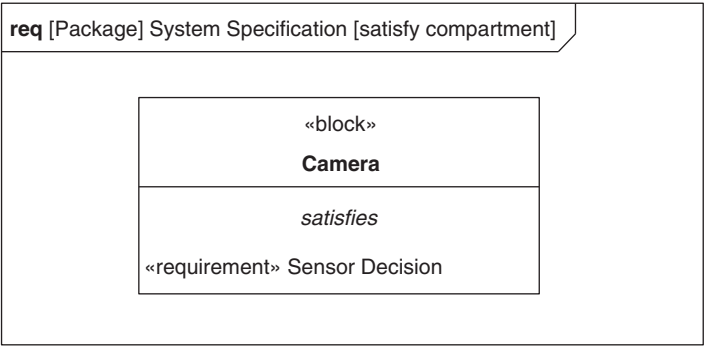 req [Package] System Specification [satisfy compartment]
«block»
Camera
satisfies
«requirement» Sensor Decision